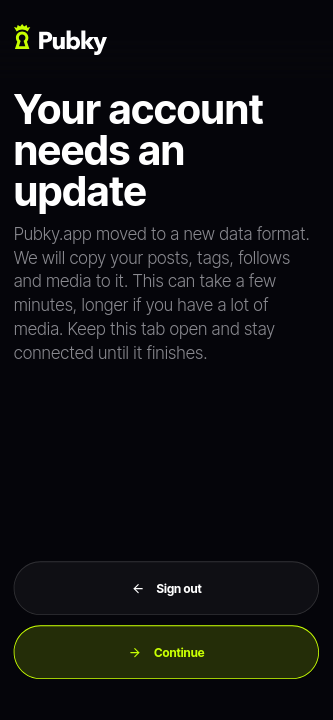 Pubky
Your account
needs an
update
Pubky.app moved to a new data format.
We will copy your posts, tags, follows
and media to it. This can take a few
minutes, longer if you have a lot of
media. Keep this tab open and stay
connected until it finishes.
Sign out
Continue